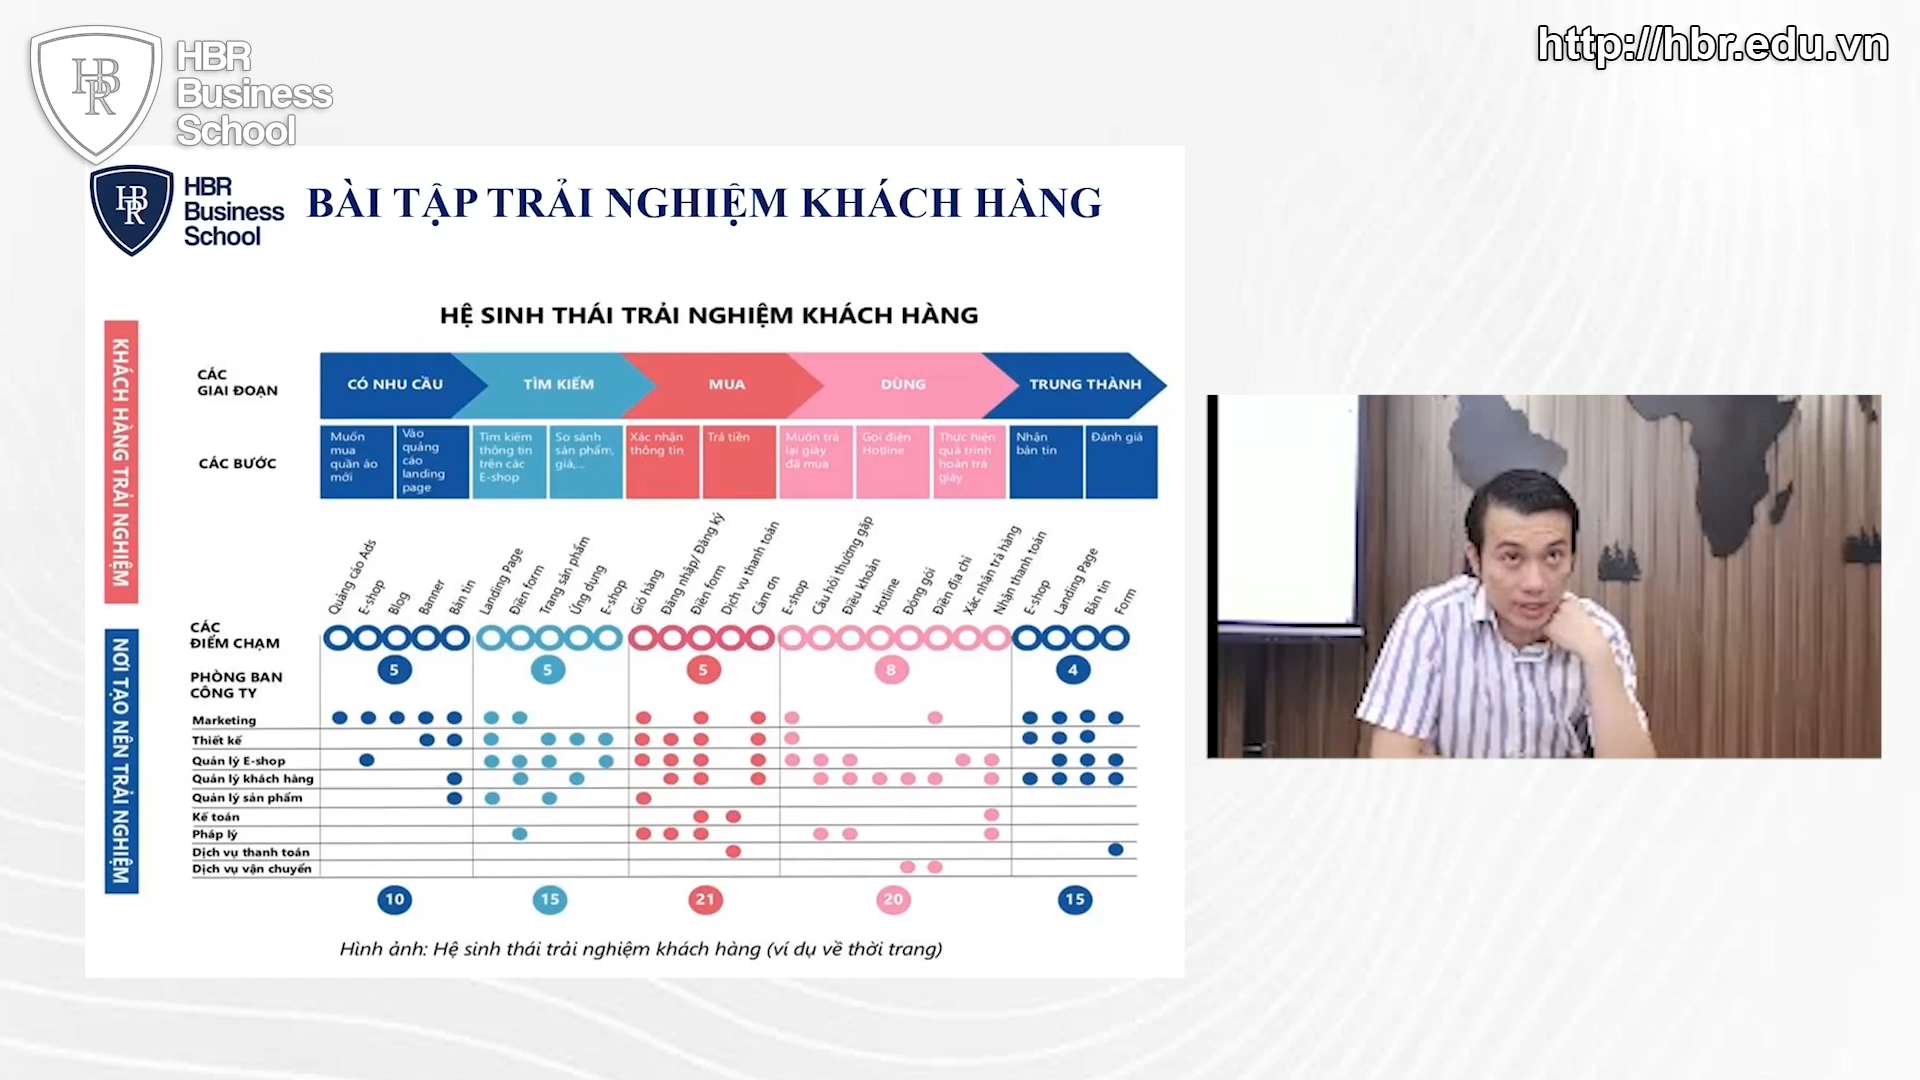 HBR
Business
School
http://hbr.edu.vn
HBR
Business
School
BÀI TẬP TRẢI NGHIỆM KHÁCH HÀNG
HỆ SINH THÁI TRẢI NGHIỆM KHÁCH HÀNG
KHÁCH HÀNG TRẢI NGHIỆM
CÁC
GIAI ĐOẠN
CÓ NHU CẦU
TÌM KIẾM
MUA
DÙNG
TRUNG THÀNH
CÁC BƯỚC
Muốn
mua
quần áo
mới
Vào
quảng
cáo
landing
page
Tìm kiếm
thông tin
trên các
E-shop
So sánh
sản phẩm,
giá,...
Xác nhận
thông tin
Trả tiền
Muốn trả
lại giày
đã mua
Gọi điện
Hotline
Thực hiện
quá trình
hoàn trả
giày
Nhận
bản tin
Đánh giá
Quảng cáo Ads
E-shop
Blog
Banner
Bản tin
Landing Page
Điền form
Trang sản phẩm
Ứng dụng
E-shop
Giỏ hàng
Đăng nhập/ Đăng ký
Điền form
Dịch vụ thanh toán
Cảm ơn
E-shop
Câu hỏi thường gặp
Điều khoản
Hotline
Đóng gói
Điền địa chỉ
Xác nhận trả hàng
Nhận thanh toán
E-shop
Landing Page
Bản tin
Form
NƠI TẠO NÊN TRẢI NGHIỆM
CÁC
ĐIỂM CHẠM
5
5
5
8
4
PHÒNG BAN
CÔNG TY
Marketing
Thiết kế
Quản lý E-shop
Quản lý khách hàng
Quản lý sản phẩm
Kế toán
Pháp lý
Dịch vụ thanh toán
Dịch vụ vận chuyển
10
15
21
20
15
Hình ảnh: Hệ sinh thái trải nghiệm khách hàng (ví dụ về thời trang)